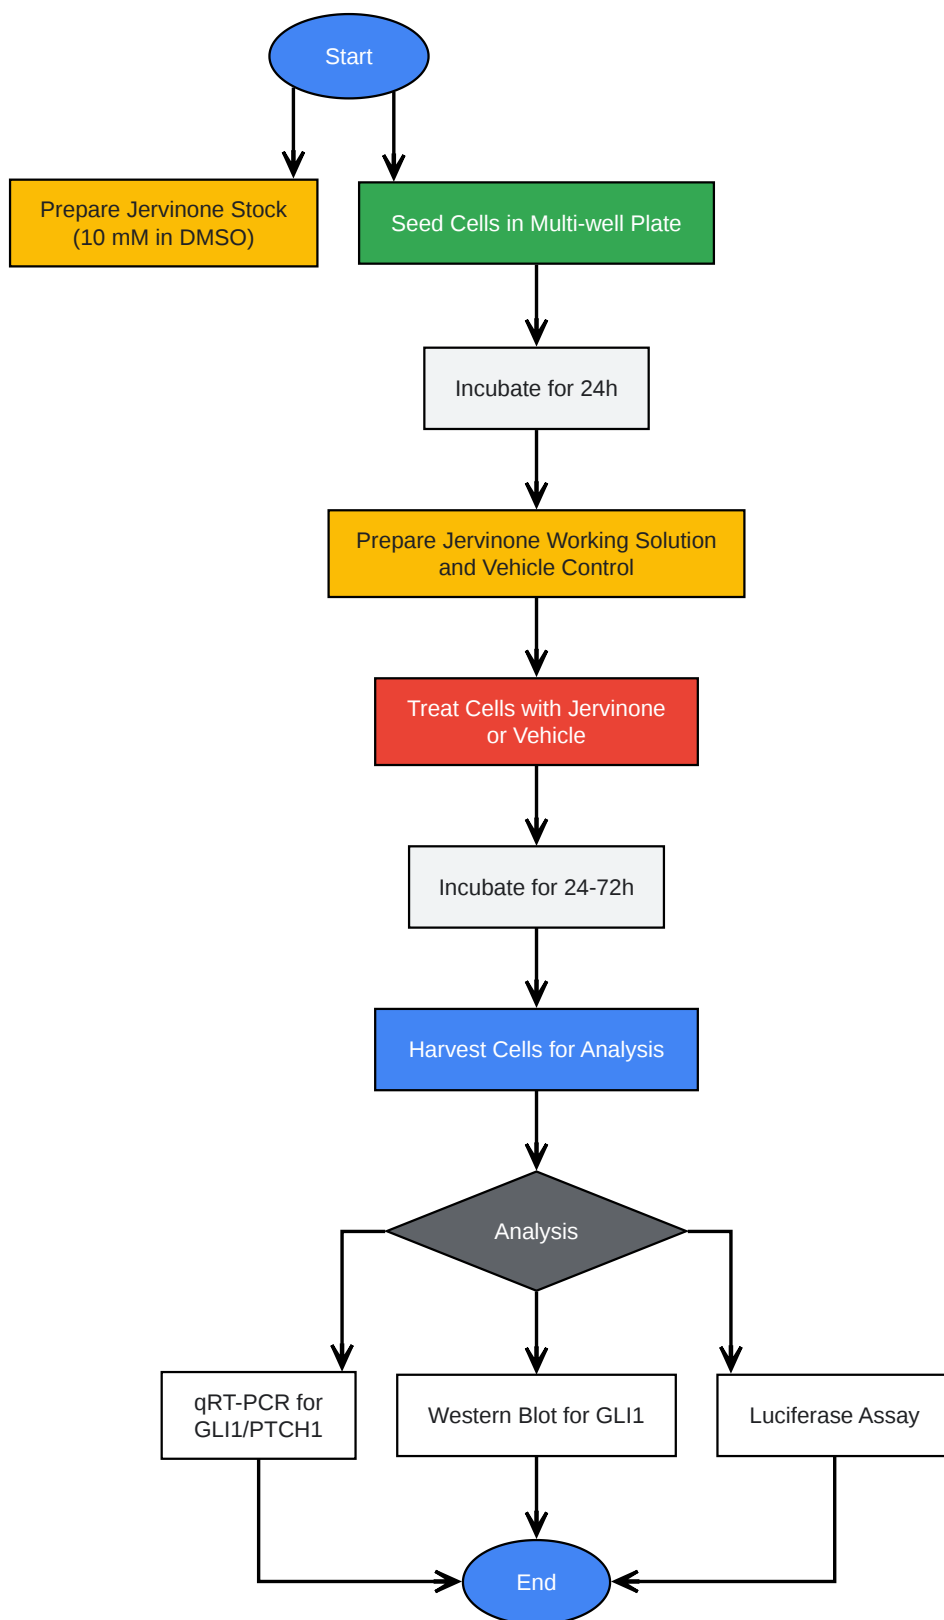 Start
Prepare Jervinone Stock
(10 mM in DMSO)
Seed Cells in Multi-well Plate
Incubate for 24h
Prepare Jervinone Working Solution
and Vehicle Control
Treat Cells with Jervinone
or Vehicle
Incubate for 24-72h
Harvest Cells for Analysis
Analysis
qRT-PCR for
GLI1/PTCH1
Western Blot for GLI1
Luciferase Assay
End